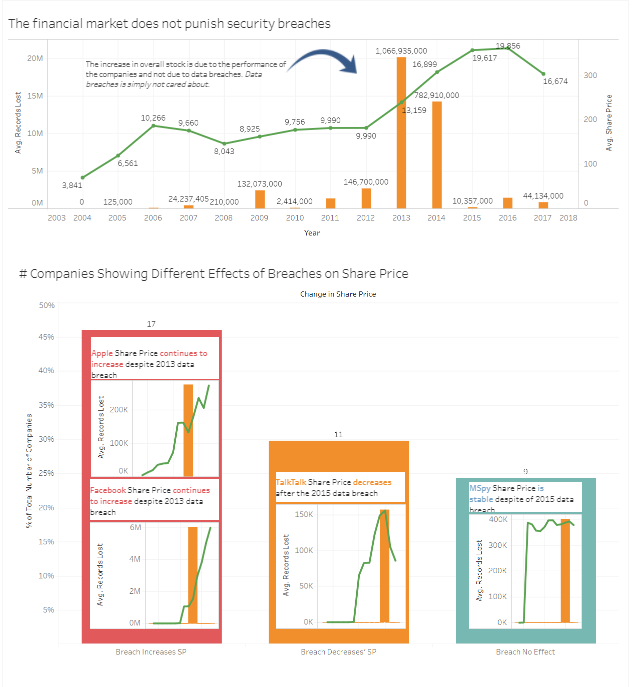 The financial market does not punish security breaches
20M
15M
10M
5M
0M
Avg. Records Lost
The increase in overall stock is due to the performance of
the companies and not due to data breaches. Data
breaches is simply not cared about.
3,841
6,561
10,266
9,660
8,043
8,925
9,756
9,990
9,990
13,159
16,899
19,617
19,856
16,674
0
125,000
24,237,405
210,000
132,073,000
2,414,000
146,700,000
1,066,935,000
782,910,000
10,357,000
44,134,000
300
200
100
0
Avg. Share Price
2003 2004 2005 2006 2007 2008 2009 2010 2011 2012 2013 2014 2015 2016 2017 2018
Year
# Companies Showing Different Effects of Breaches on Share Price
Change in Share Price
50%
45%
40%
35%
30%
25%
20%
15%
10%
5%
% of Total Number of Companies
17
Apple Share Price continues to
increase despite 2013 data
breach
Avg. Records Lost
200K
100K
0K
Facebook Share Price continues
to increase despite 2013 data
breach
Avg. Records Lost
6M
4M
2M
0M
11
TalkTalk Share Price decreases
after the 2015 data breach
Avg. Records Lost
150K
100K
50K
0K
9
MSpy Share Price is
stable despite of 2015 data
breach
Avg. Records Lost
400K
300K
200K
100K
0K
Breach Increases SP
Breach Decreases' SP
Breach No Effect